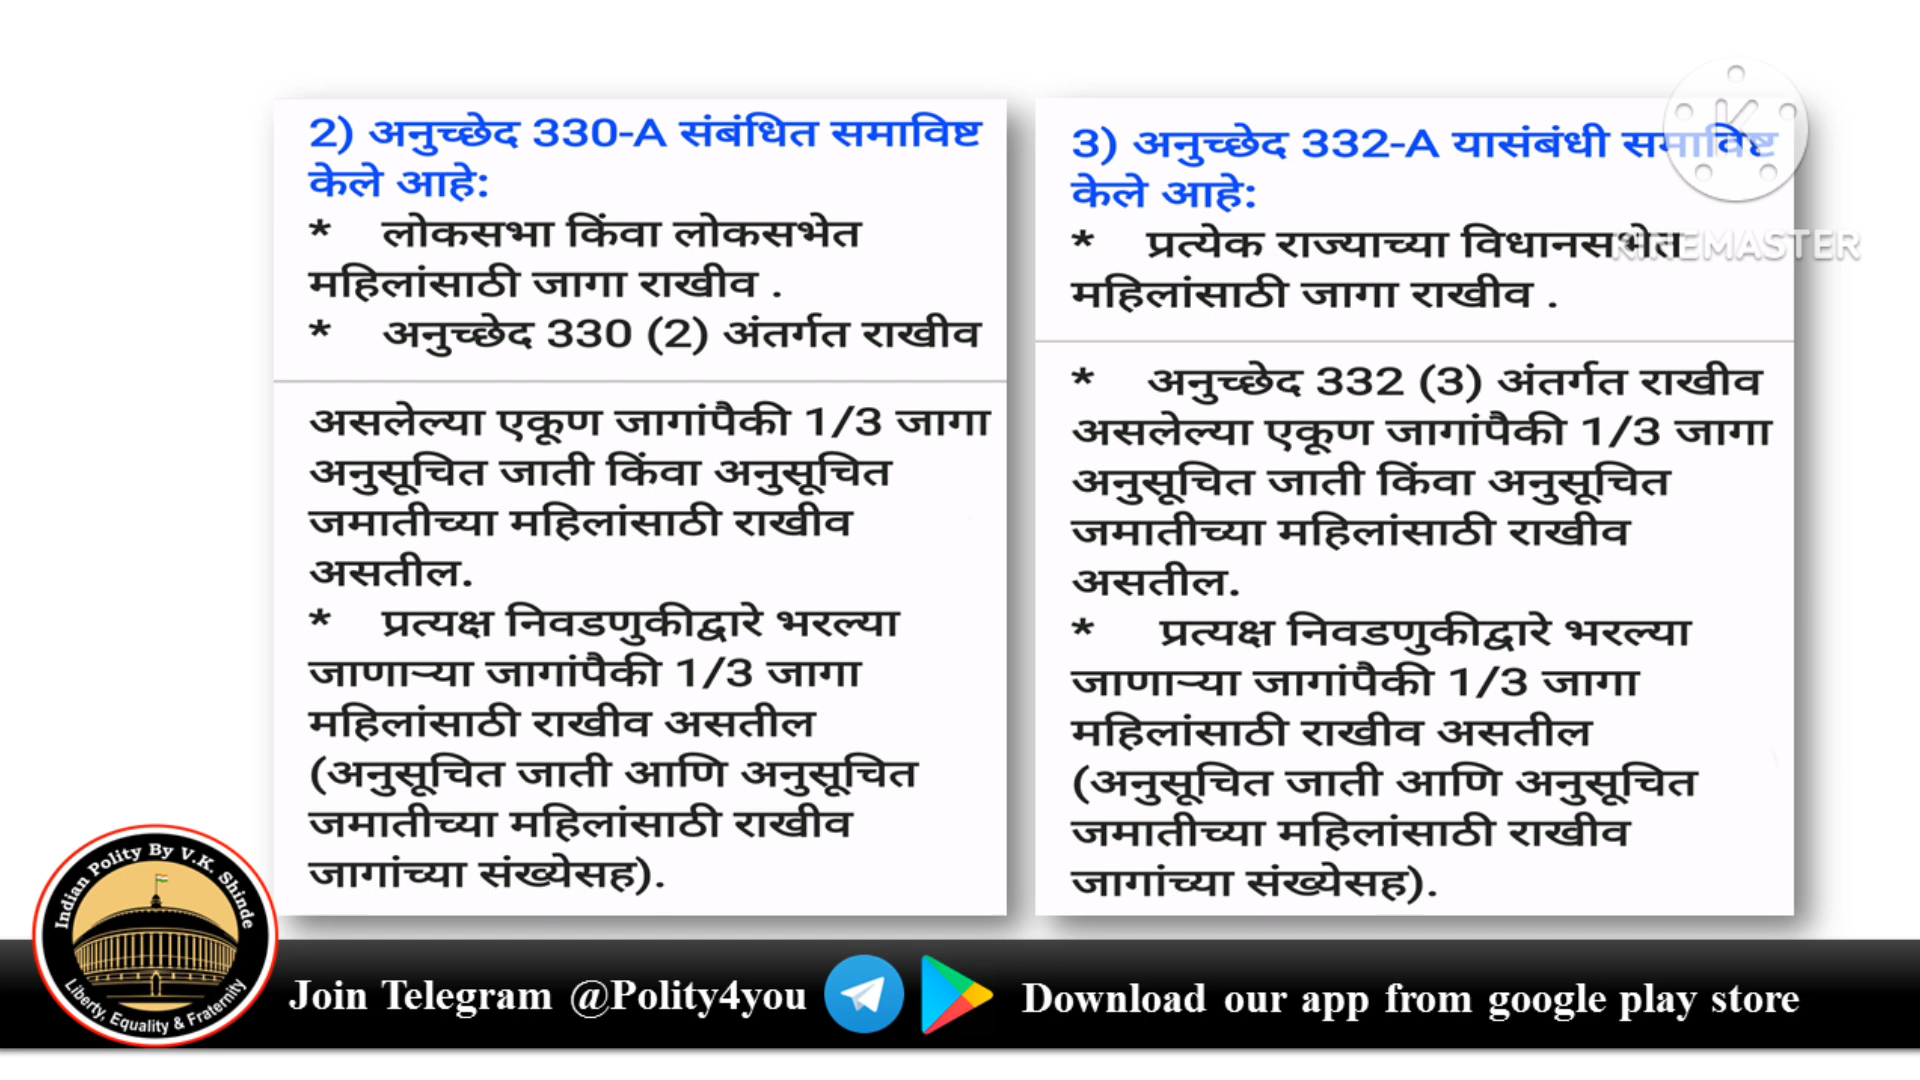 2) अनुच्छेद 330-A संबंधित समाविष्ट
केले आहे:
* लोकसभा किंवा लोकसभेत
महिलांसाठी जागा राखीव .
* अनुच्छेद 330 (2) अंतर्गत राखीव
असलेल्या एकूण जागांपैकी 1/3 जागा
अनुसूचित जाती किंवा अनुसूचित
जमातीच्या महिलांसाठी राखीव
असतील.
* प्रत्यक्ष निवडणुकीद्वारे भरल्या
जाणाऱ्या जागांपैकी 1/3 जागा
महिलांसाठी राखीव असतील
(अनुसूचित जाती आणि अनुसूचित
जमातीच्या महिलांसाठी राखीव
जागांच्या संख्येसह).
3) अनुच्छेद 332-A यासंबंधी समाविष्ट
केले आहे:
* प्रत्येक राज्याच्या विधानसभेत
महिलांसाठी जागा राखीव .
* अनुच्छेद 332 (3) अंतर्गत राखीव
असलेल्या एकूण जागांपैकी 1/3 जागा
अनुसूचित जाती किंवा अनुसूचित
जमातीच्या महिलांसाठी राखीव
असतील.
* प्रत्यक्ष निवडणुकीद्वारे भरल्या
जाणाऱ्या जागांपैकी 1/3 जागा
महिलांसाठी राखीव असतील
(अनुसूचित जाती आणि अनुसूचित
जमातीच्या महिलांसाठी राखीव
जागांच्या संख्येसह).
K
KINEMASTER
Indian Polity By V.K. Shinde
Liberty, Equality & Fraternity
Join Telegram @Polity4you
Download our app from google play store